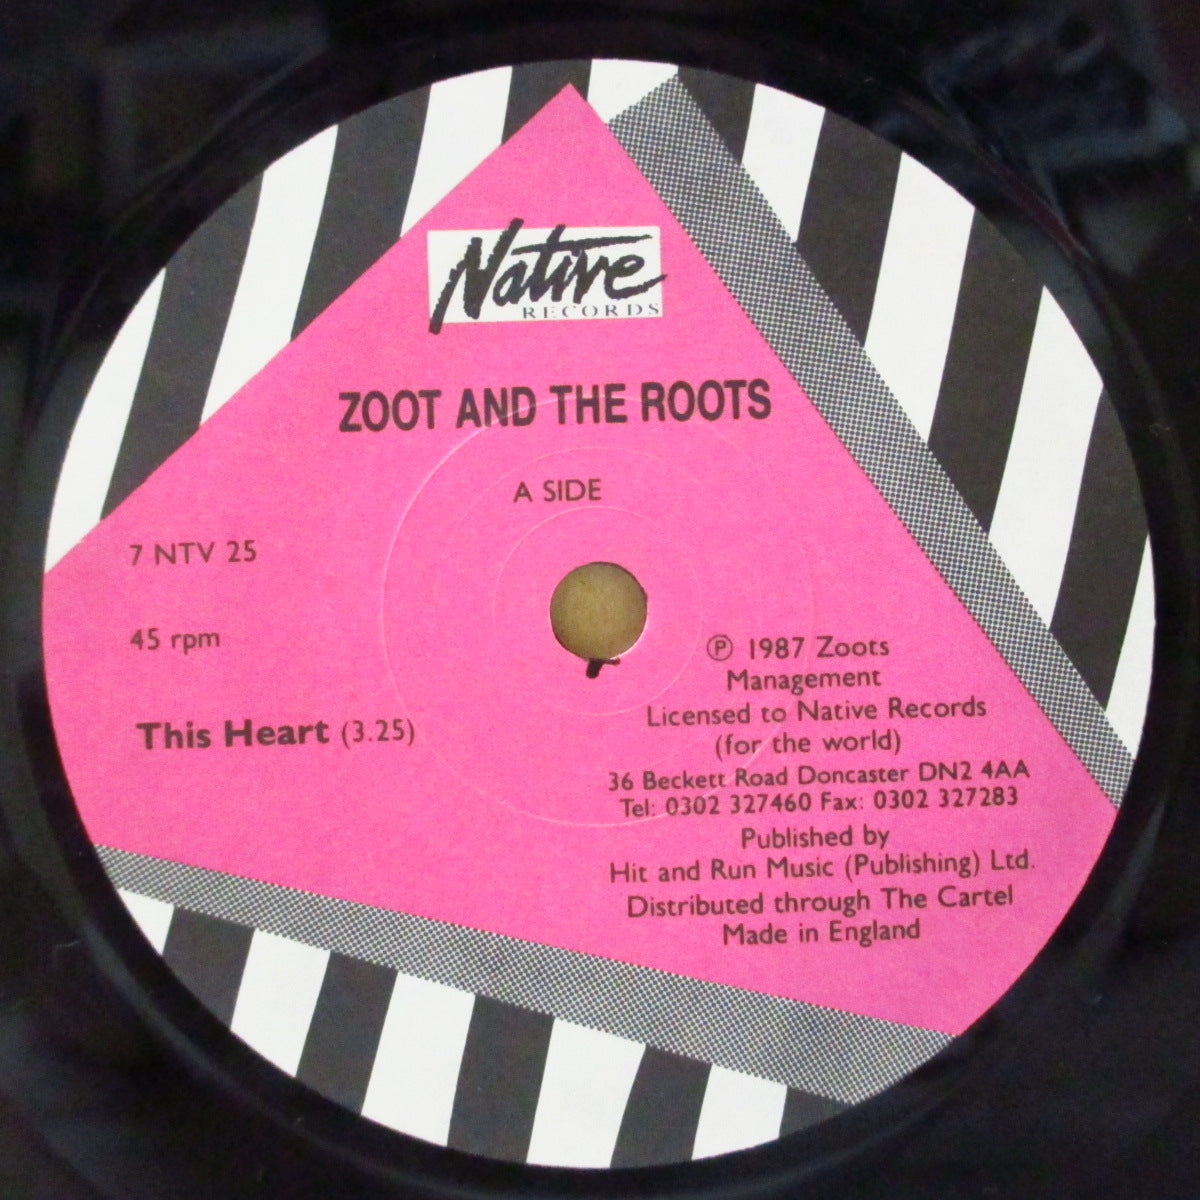 Native
RECORDS
ZOOT AND THE ROOTS
A SIDE
7 NTV 25
45 rpm
This Heart (3.25)
℗ 1987 Zoots
Management
Licensed to Native Records
(for the world)
36 Beckett Road Doncaster DN2 4AA
Tel: 0302 327460 Fax: 0302 327283
Published by
Hit and Run Music (Publishing) Ltd.
Distributed through The Cartel
Made in England